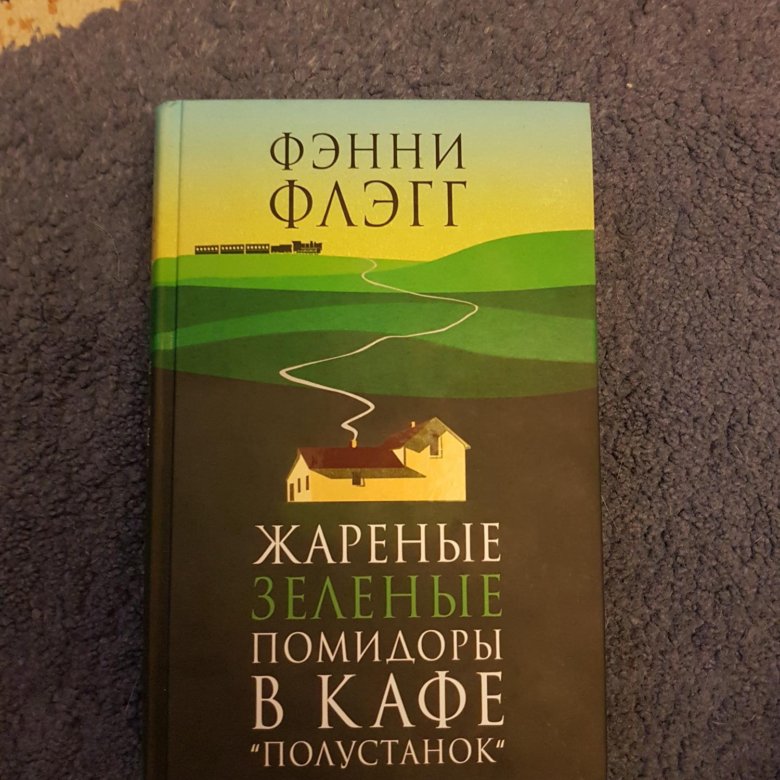 ФЭННИ
ФЛЭГГ
ЖАРЕНЫЕ
ЗЕЛЕНЫЕ
ПОМИДОРЫ
В КАФЕ
"ПОЛУСТАНОК"